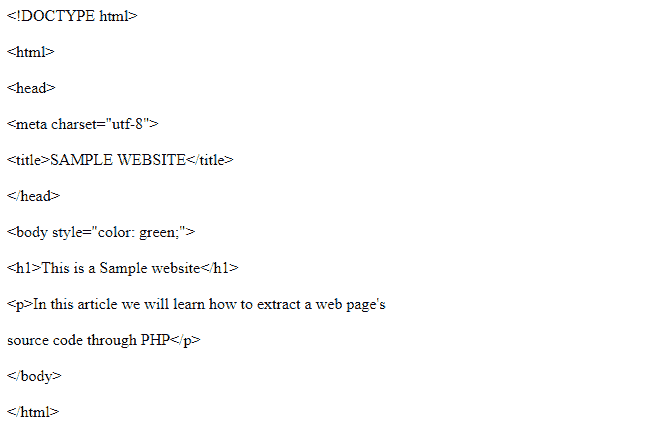 <!DOCTYPE html>
<html>
<head>
<meta charset="utf-8">
<title>SAMPLE WEBSITE</title>
</head>
<body style="color: green;">
<h1>This is a Sample website</h1>
<p>In this article we will learn how to extract a web page's
source code through PHP</p>
</body>
</html>